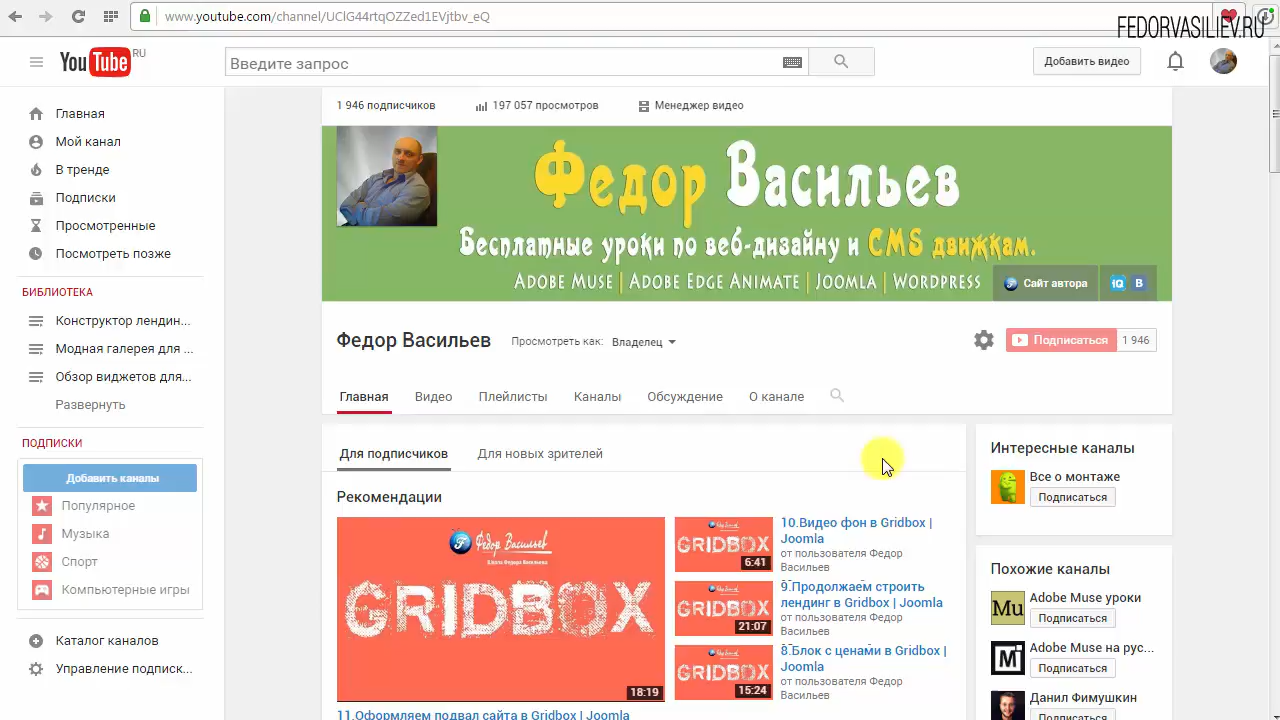 www.youtube.com/channel/UClG44rtqOZZed1EVjtbv_eQ
FEDORVASILIEV.RU
YouTube RU
Введите запрос
Добавить видео
Главная
Мой канал
В тренде
Подписки
Просмотренные
Посмотреть позже
БИБЛИОТЕКА
Конструктор лендин...
Модная галерея для ...
Обзор виджетов для...
Развернуть
ПОДПИСКИ
Добавить каналы
Популярное
Музыка
Спорт
Компьютерные игры
Каталог каналов
Управление подписк...
1 946 подписчиков 197 057 просмотров Менеджер видео
Федор Васильев
Бесплатные уроки по веб-дизайну и CMS движкам.
ADOBE MUSE | ADOBE EDGE ANIMATE | JOOMLA | WORDPRESS
Сайт автора
Федор Васильев Просмотреть как: Владелец
Подписаться 1 946
Главная Видео Плейлисты Каналы Обсуждение О канале
Для подписчиков Для новых зрителей
Рекомендации
Федор Васильев
GRIDBOX
18:19
11.Оформляем подвал сайта в Gridbox | Joomla
GRIDBOX
6:41
10.Видео фон в Gridbox |
Joomla
от пользователя Федор
Васильев
GRIDBOX
21:07
9.Продолжаем строить
лендинг в Gridbox | Joomla
от пользователя Федор
Васильев
GRIDBOX
15:24
8.Блок с ценами в Gridbox |
Joomla
от пользователя Федор
Васильев
Интересные каналы
Все о монтаже
Подписаться
Похожие каналы
Mu
Adobe Muse уроки
Подписаться
Adobe Muse на рус...
Подписаться
Данил Фимушкин
Подписаться